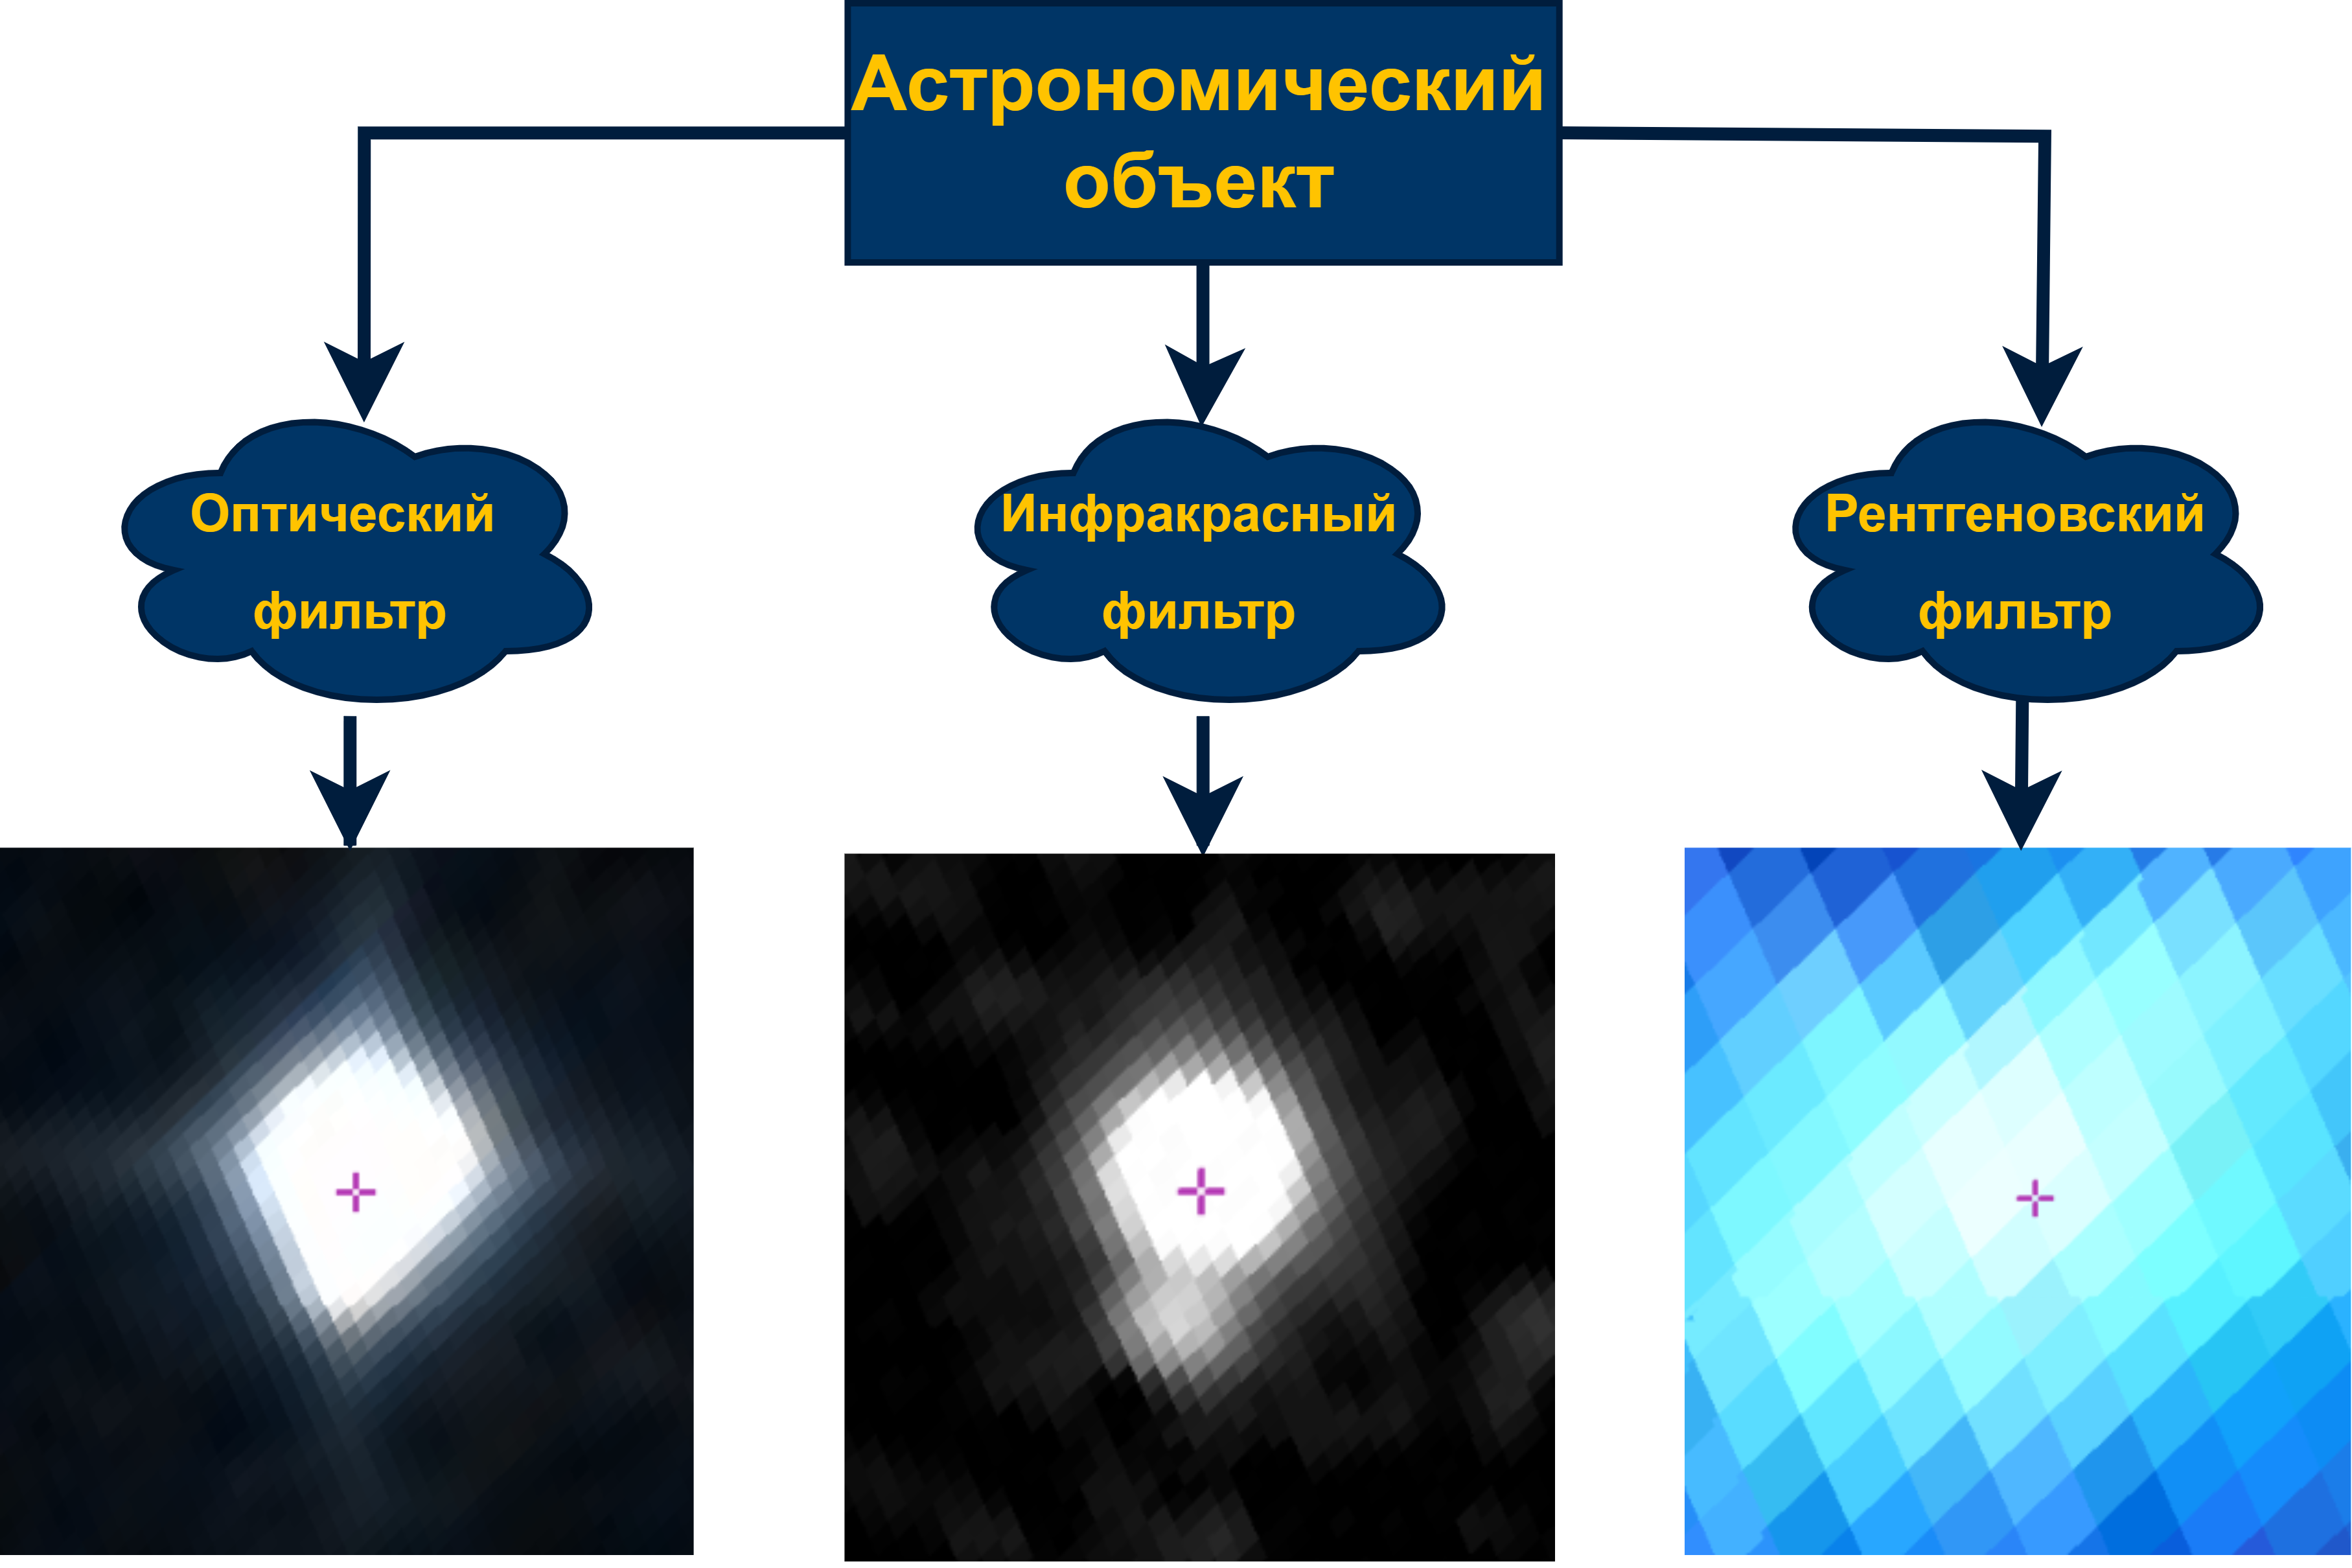 Астрономический
объект
Оптический
фильтр
Инфракрасный
фильтр
Рентгеновский
фильтр